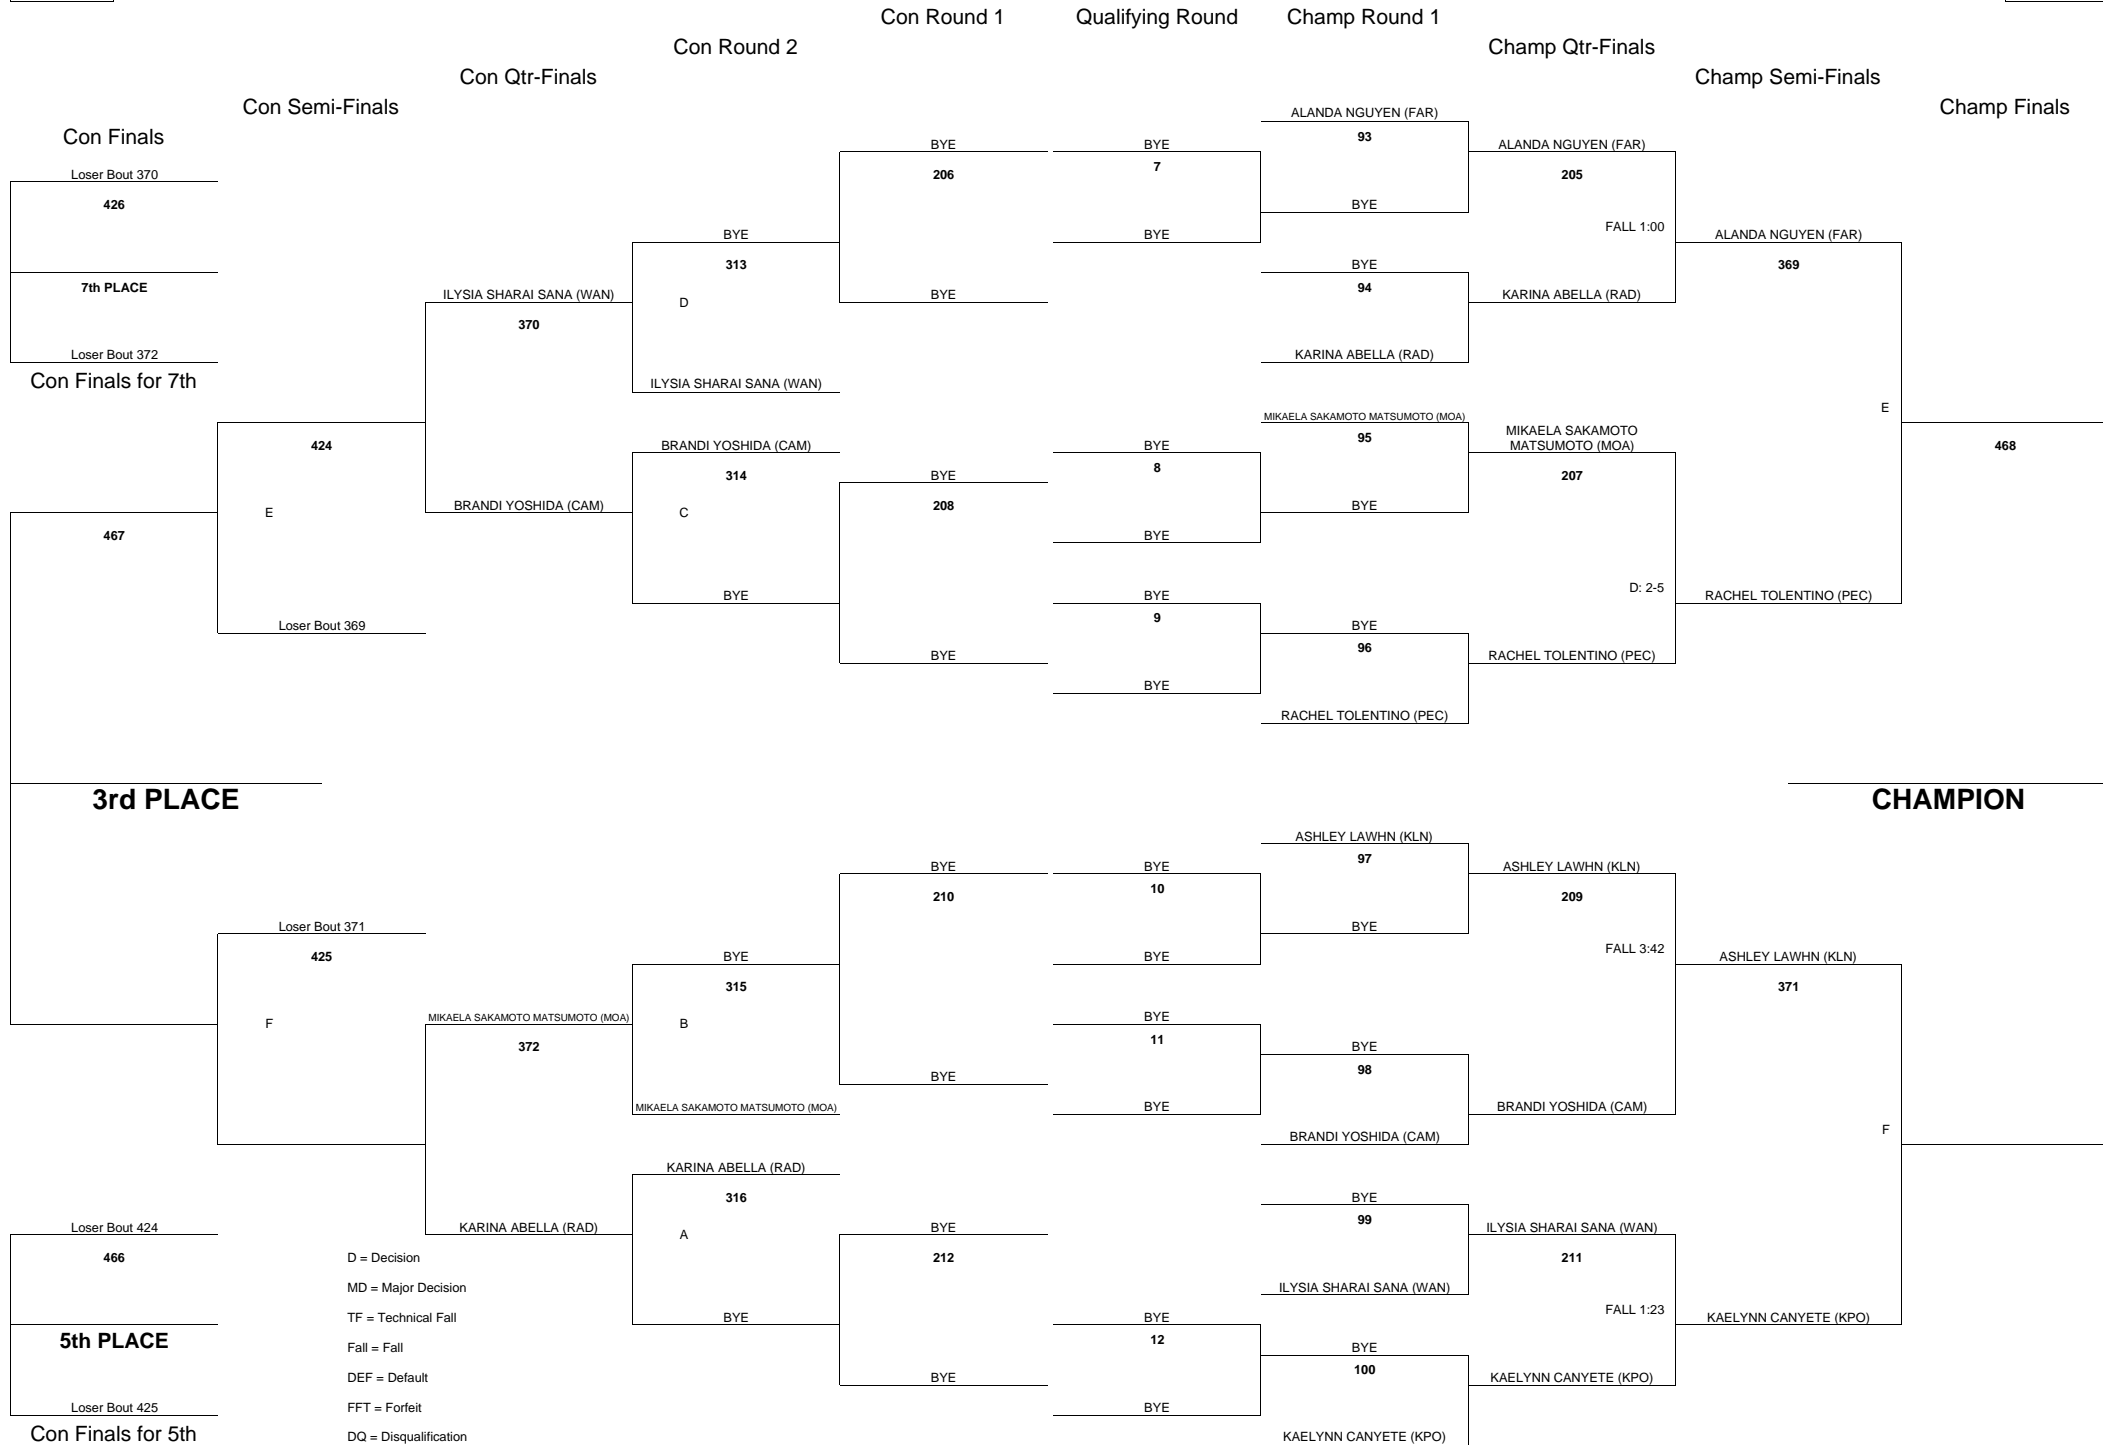 Con Round 1
Qualifying Round
Champ Round 1
Con Round 2
Champ Qtr-Finals
Con Qtr-Finals
Champ Semi-Finals
Con Semi-Finals
Champ Finals
Con Finals
Loser Bout 370
426
7th PLACE
Loser Bout 372
Con Finals for 7th
424
E
Loser Bout 369
467
3rd PLACE
Loser Bout 371
425
F
Loser Bout 424
466
5th PLACE
Loser Bout 425
Con Finals for 5th
ILYSIA SHARAI SANA (WAN)
370
BRANDI YOSHIDA (CAM)
MIKAELA SAKAMOTO MATSUMOTO (MOA)
372
KARINA ABELLA (RAD)
D = Decision
MD = Major Decision
TF = Technical Fall
Fall = Fall
DEF = Default
FFT = Forfeit
DQ = Disqualification
BYE
313
D
ILYSIA SHARAI SANA (WAN)
BRANDI YOSHIDA (CAM)
314
C
BYE
BYE
315
B
MIKAELA SAKAMOTO MATSUMOTO (MOA)
KARINA ABELLA (RAD)
316
A
BYE
BYE
206
BYE
BYE
208
BYE
BYE
210
BYE
BYE
212
BYE
BYE
7
BYE
BYE
8
BYE
BYE
9
BYE
BYE
10
BYE
BYE
11
BYE
BYE
12
BYE
ALANDA NGUYEN (FAR)
93
BYE
BYE
94
KARINA ABELLA (RAD)
MIKAELA SAKAMOTO MATSUMOTO (MOA)
95
BYE
BYE
96
RACHEL TOLENTINO (PEC)
ASHLEY LAWHN (KLN)
97
BYE
BYE
98
BRANDI YOSHIDA (CAM)
BYE
99
ILYSIA SHARAI SANA (WAN)
BYE
100
KAELYNN CANYETE (KPO)
ALANDA NGUYEN (FAR)
205
FALL 1:00
KARINA ABELLA (RAD)
MIKAELA SAKAMOTO
MATSUMOTO (MOA)
207
D: 2-5
RACHEL TOLENTINO (PEC)
ASHLEY LAWHN (KLN)
209
FALL 3:42
BRANDI YOSHIDA (CAM)
ILYSIA SHARAI SANA (WAN)
211
FALL 1:23
KAELYNN CANYETE (KPO)
ALANDA NGUYEN (FAR)
369
E
RACHEL TOLENTINO (PEC)
ASHLEY LAWHN (KLN)
371
F
KAELYNN CANYETE (KPO)
468
CHAMPION